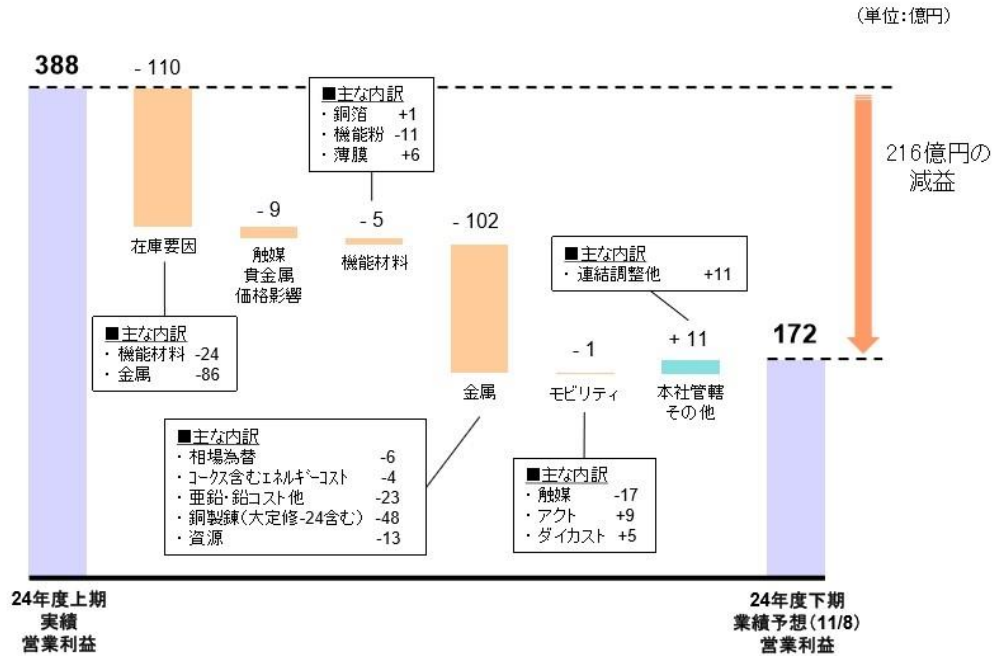 (単位:億円)
388
- 110
■主な内訳
・銅箔 +1
・機能粉 -11
・薄膜 +6
216億円の
減益
在庫要因
- 9
触媒
貴金属
価格影響
- 5
機能材料
- 102
■主な内訳
・連結調整他 +11
■主な内訳
・機能材料 -24
・金属 -86
金属
- 1
モビリティ
+ 11
本社管轄
その他
172
■主な内訳
・相場為替 -6
・コークス含むエネルギーコスト -4
・亜鉛・鉛コスト他 -23
・銅製錬(大定修-24含む) -48
・資源 -13
■主な内訳
・触媒 -17
・アクト +9
・ダイカスト +5
24年度上期
実績
営業利益
24年度下期
業績予想(11/8)
営業利益